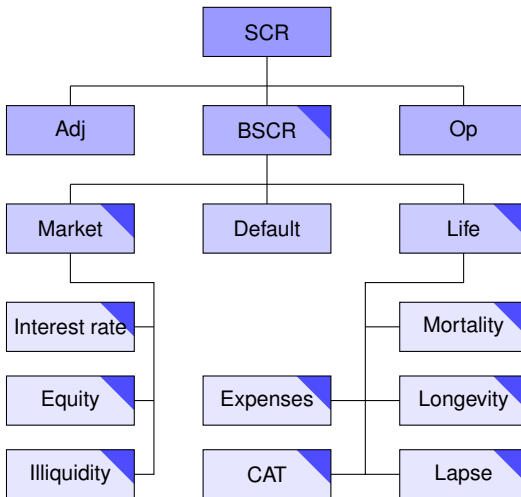 SCR
Adj
BSCR
Op
Market
Default
Life
Interest rate
Mortality
Equity
Expenses
Longevity
Illiquidity
CAT
Lapse